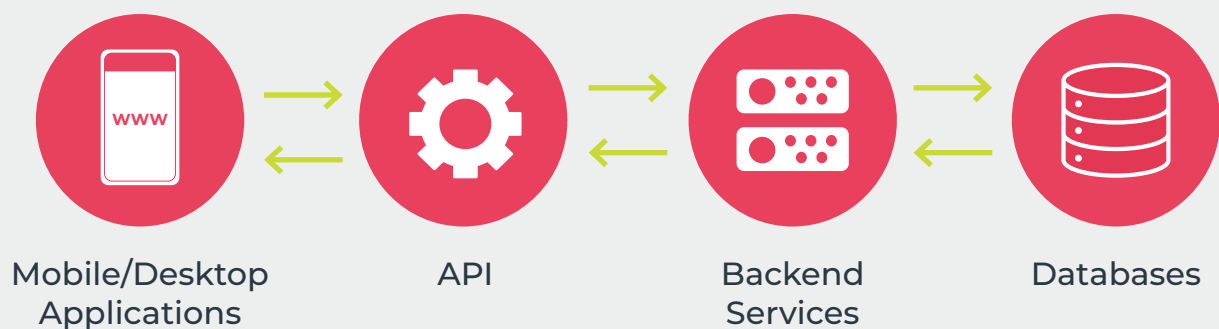 www
Mobile/Desktop
Applications
API
Backend
Services
Databases